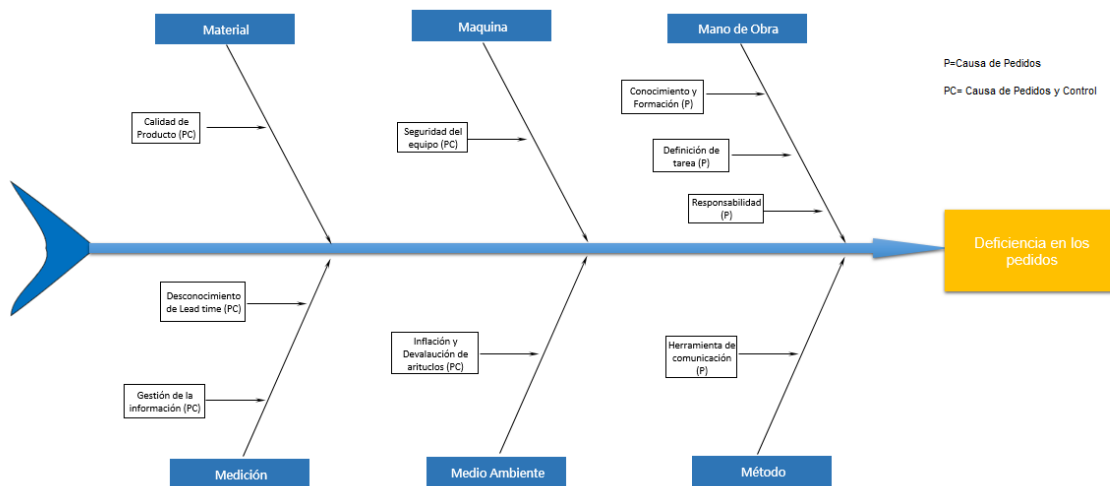 Material
Maquina
Mano de Obra
P=Causa de Pedidos
PC= Causa de Pedidos y Control
Conocimiento y
Formación (P)
Calidad de
Producto (PC)
Seguridad del
equipo (PC)
Definición de
tarea (P)
Responsabilidad
(P)
Deficiencia en los
pedidos
Desconocimiento
de Lead time (PC)
Inflación y
Devalaución de
arituclos (PC)
Herramienta de
comunicación
(P)
Gestión de la
información (PC)
Medición
Medio Ambiente
Método